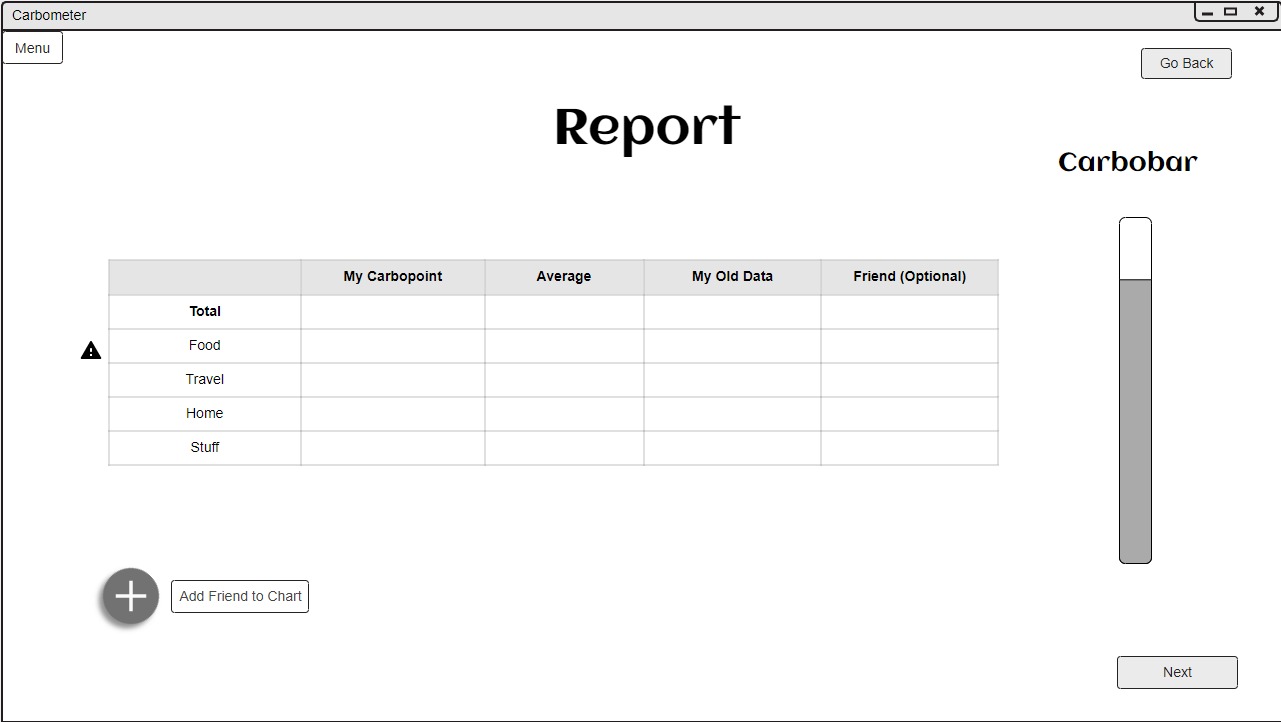 Carbometer
Menu
Go Back
Report
Carbobar
My Carbopoint Average My Old Data Friend (Optional)
Total
Food
Travel
Home
Stuff
Add Friend to Chart
Next